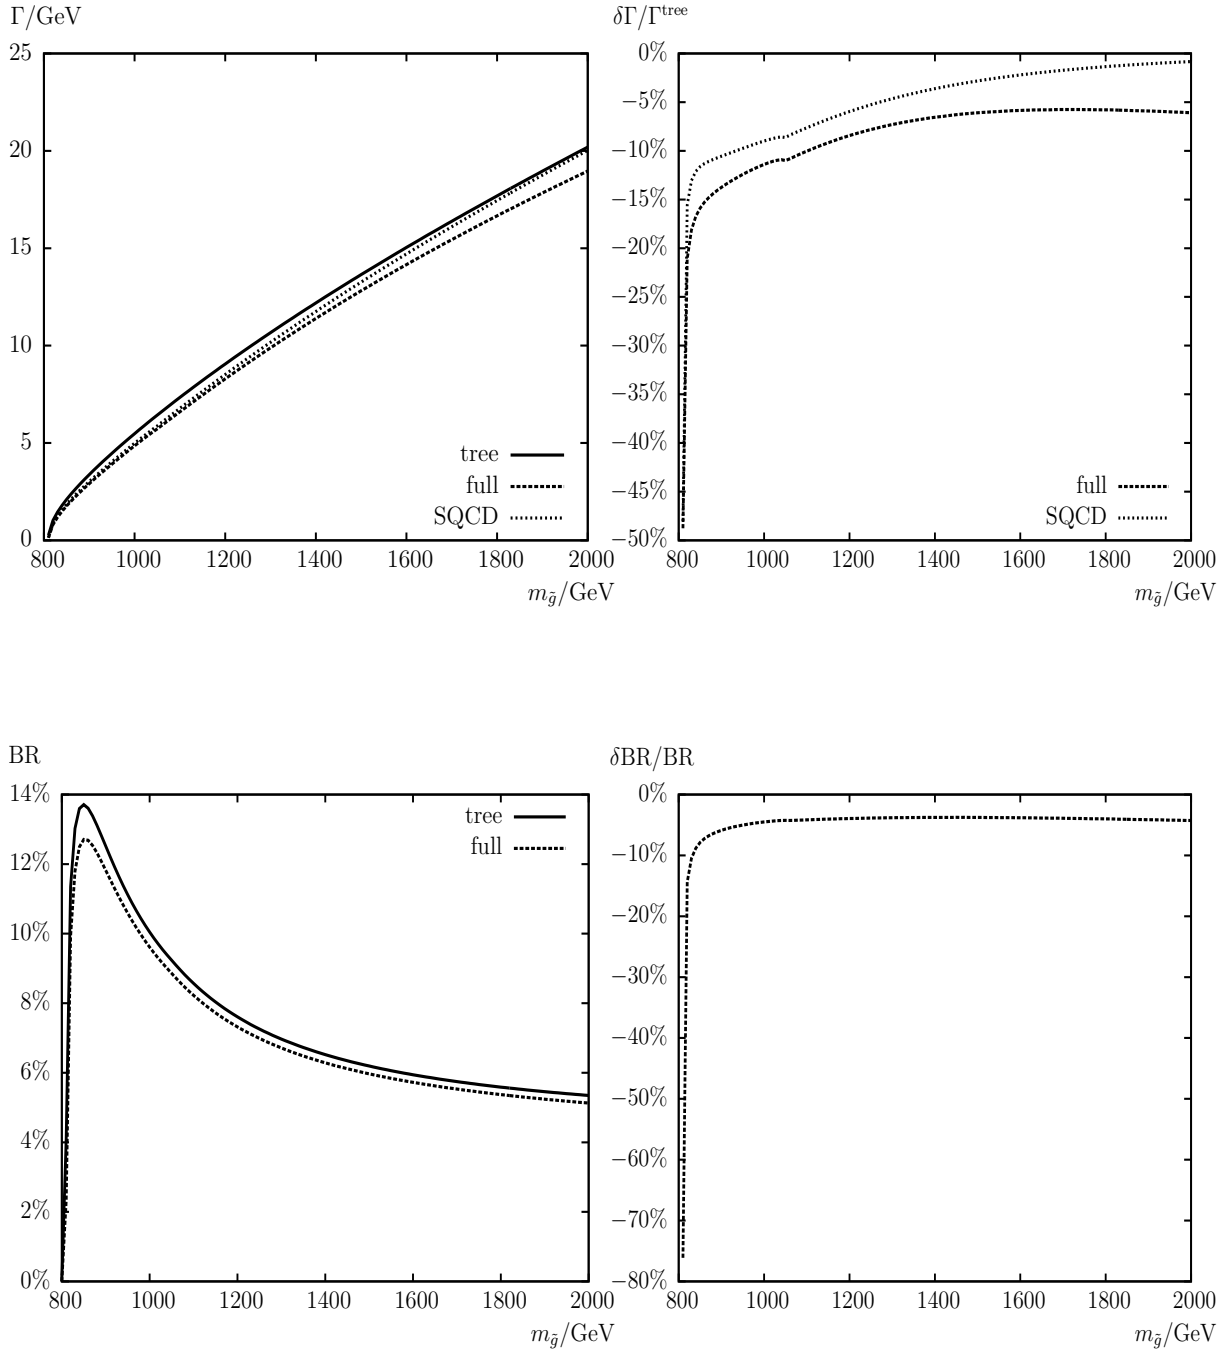 Γ/GeV
25
20
15
10
5
0
tree
full
SQCD
800 1000 1200 1400 1600 1800 2000
m_g̃/GeV
δΓ/Γ^tree
0%
−5%
−10%
−15%
−20%
−25%
−30%
−35%
−40%
−45%
−50%
full
SQCD
800 1000 1200 1400 1600 1800 2000
m_g̃/GeV
BR
14%
12%
10%
8%
6%
4%
2%
0%
tree
full
800 1000 1200 1400 1600 1800 2000
m_g̃/GeV
δBR/BR
0%
−10%
−20%
−30%
−40%
−50%
−60%
−70%
−80%
800 1000 1200 1400 1600 1800 2000
m_g̃/GeV